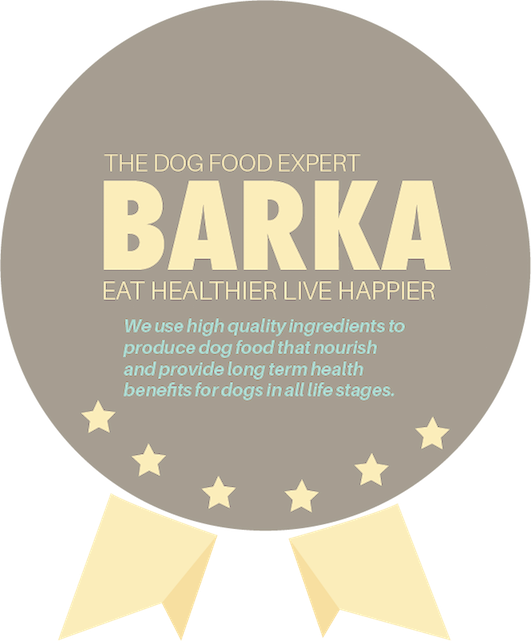 THE DOG FOOD EXPERT
BARKA
EAT HEALTHIER LIVE HAPPIER
We use high quality ingredients to
produce dog food that nourish
and provide long term health
benefits for dogs in all life stages.